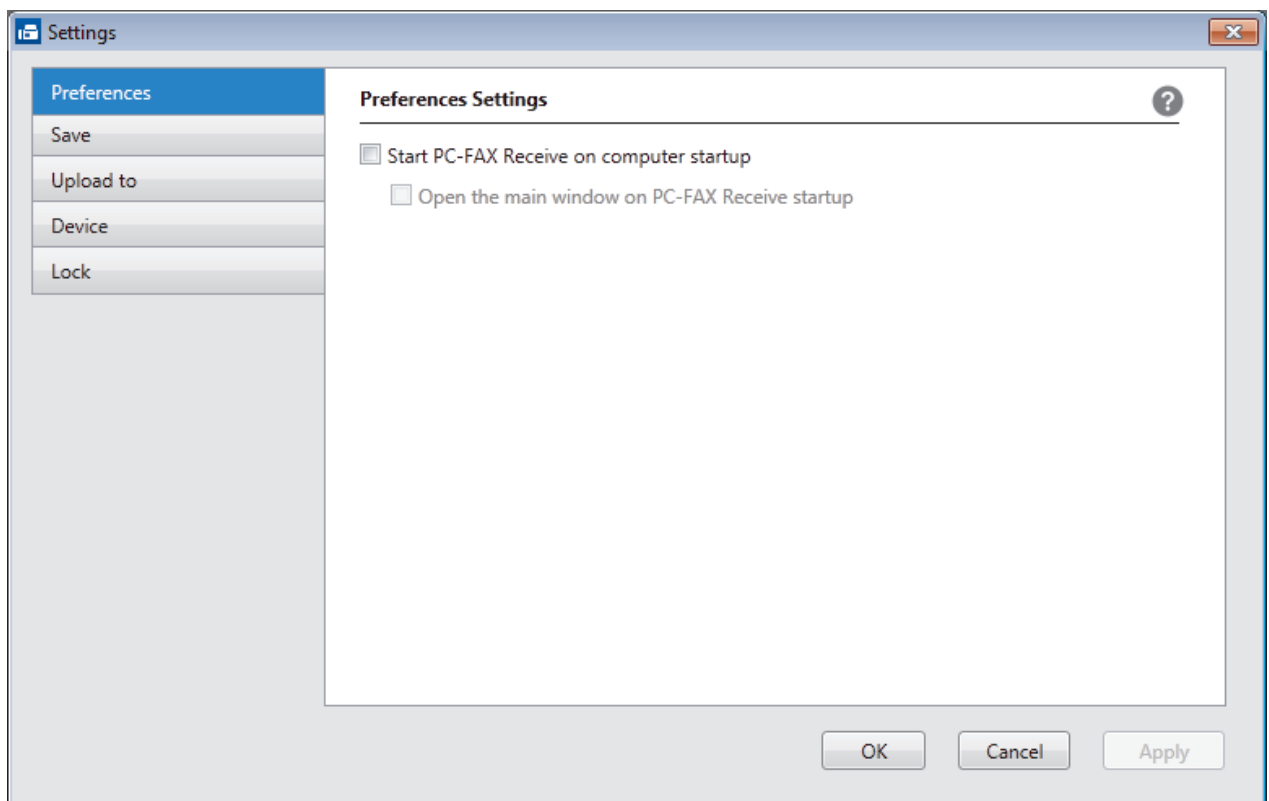 Settings
Preferences
Save
Upload to
Device
Lock
Preferences Settings
?
Start PC-FAX Receive on computer startup
Open the main window on PC-FAX Receive startup
OK
Cancel
Apply